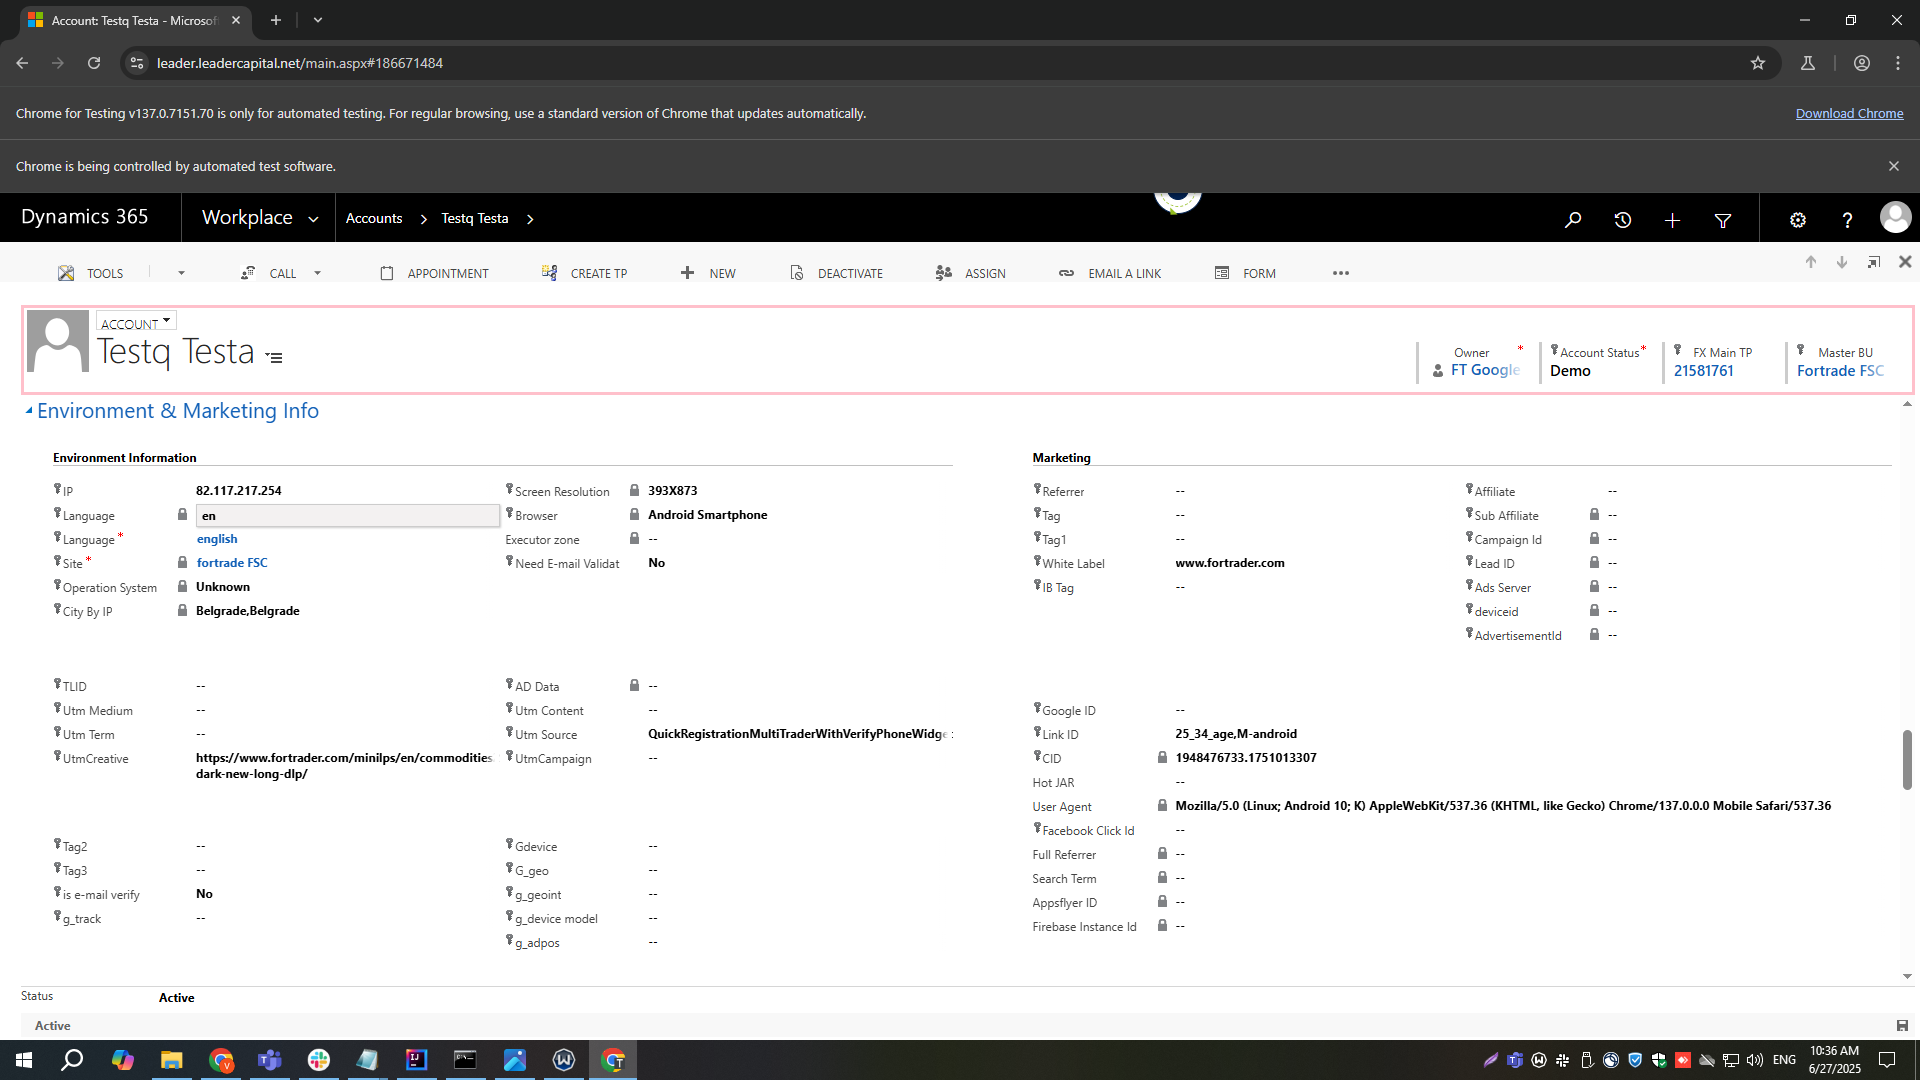 Account: Testq Testa - Microsof
leader.leadercapital.net/main.aspx#186671484
Chrome for Testing v137.0.7151.70 is only for automated testing. For regular browsing, use a standard version of Chrome that updates automatically.
Download Chrome
Chrome is being controlled by automated test software.
Dynamics 365
Workplace
Accounts
Testq Testa
TOOLS
CALL
APPOINTMENT
CREATE TP
NEW
DEACTIVATE
ASSIGN
EMAIL A LINK
FORM
ACCOUNT
Testq Testa
Owner *
FT Google
Account Status*
Demo
FX Main TP
21581761
Master BU
Fortrade FSC
Environment & Marketing Info
Environment Information
IP 82.117.217.254
Language en
Language * english
Site * fortrade FSC
Operation System Unknown
City By IP Belgrade,Belgrade
Screen Resolution 393X873
Browser Android Smartphone
Executor zone --
Need E-mail Validat No
TLID --
Utm Medium --
Utm Term --
UtmCreative https://www.fortrader.com/minilps/en/commodities
dark-new-long-dlp/
AD Data --
Utm Content --
Utm Source QuickRegistrationMultiTraderWithVerifyPhoneWidge
UtmCampaign --
Tag2 --
Tag3 --
is e-mail verify No
g_track --
Gdevice --
G_geo --
g_geoint --
g_device model --
g_adpos --
Marketing
Referrer --
Tag --
Tag1 --
White Label www.fortrader.com
IB Tag --
Affiliate --
Sub Affiliate --
Campaign Id --
Lead ID --
Ads Server --
deviceid --
AdvertisementId --
Google ID --
Link ID 25_34_age,M-android
CID 1948476733.1751013307
Hot JAR --
User Agent Mozilla/5.0 (Linux; Android 10; K) AppleWebKit/537.36 (KHTML, like Gecko) Chrome/137.0.0.0 Mobile Safari/537.36
Facebook Click Id --
Full Referrer --
Search Term --
Appsflyer ID --
Firebase Instance Id --
Status Active
Active
ENG
10:36 AM
6/27/2025